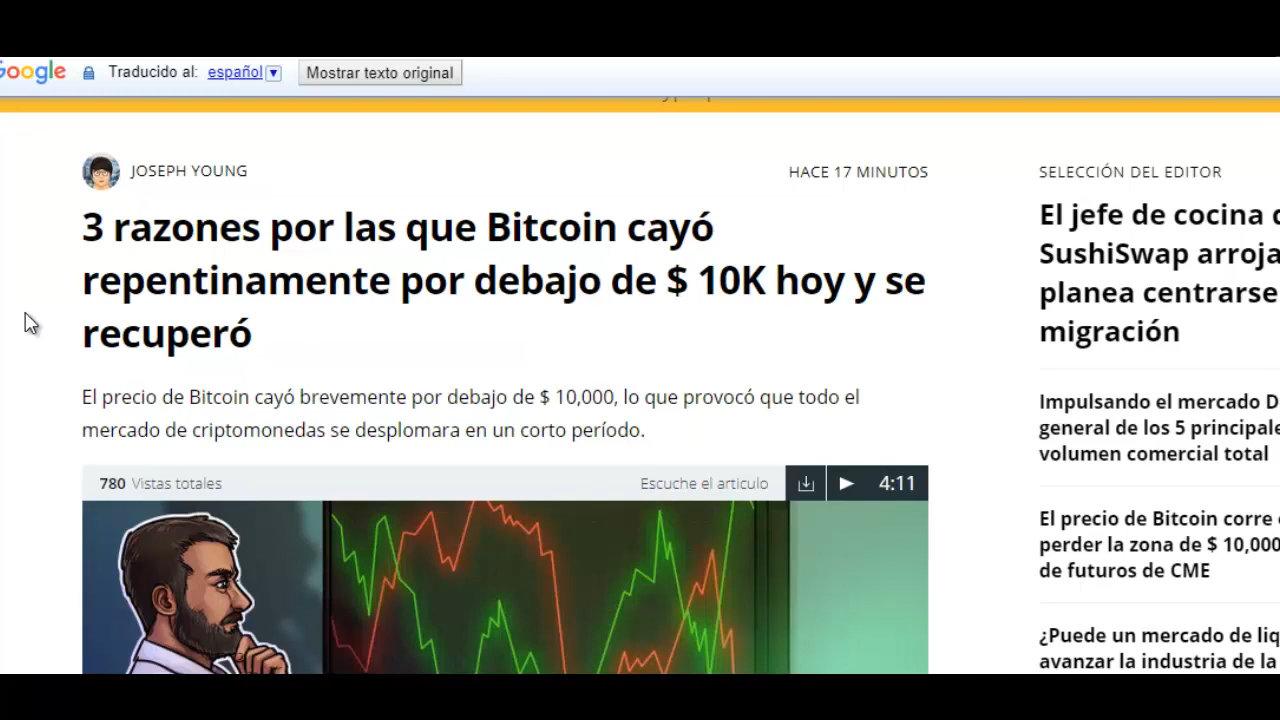 Google Traducido al: español Mostrar texto original
JOSEPH YOUNG
HACE 17 MINUTOS
3 razones por las que Bitcoin cayó
repentinamente por debajo de $ 10K hoy y se
recuperó
El precio de Bitcoin cayó brevemente por debajo de $ 10,000, lo que provocó que todo el
mercado de criptomonedas se desplomara en un corto período.
780 Vistas totales
Escuche el articulo
4:11
SELECCIÓN DEL EDITOR
El jefe de cocina
SushiSwap arroja
planea centrarse
migración
Impulsando el mercado
general de los 5
volumen comercial total
El precio de Bitcoin corre
perder la zona de $ 10,000
de futuros de CME
¿Puede un mercado de
avanzar la industria de la